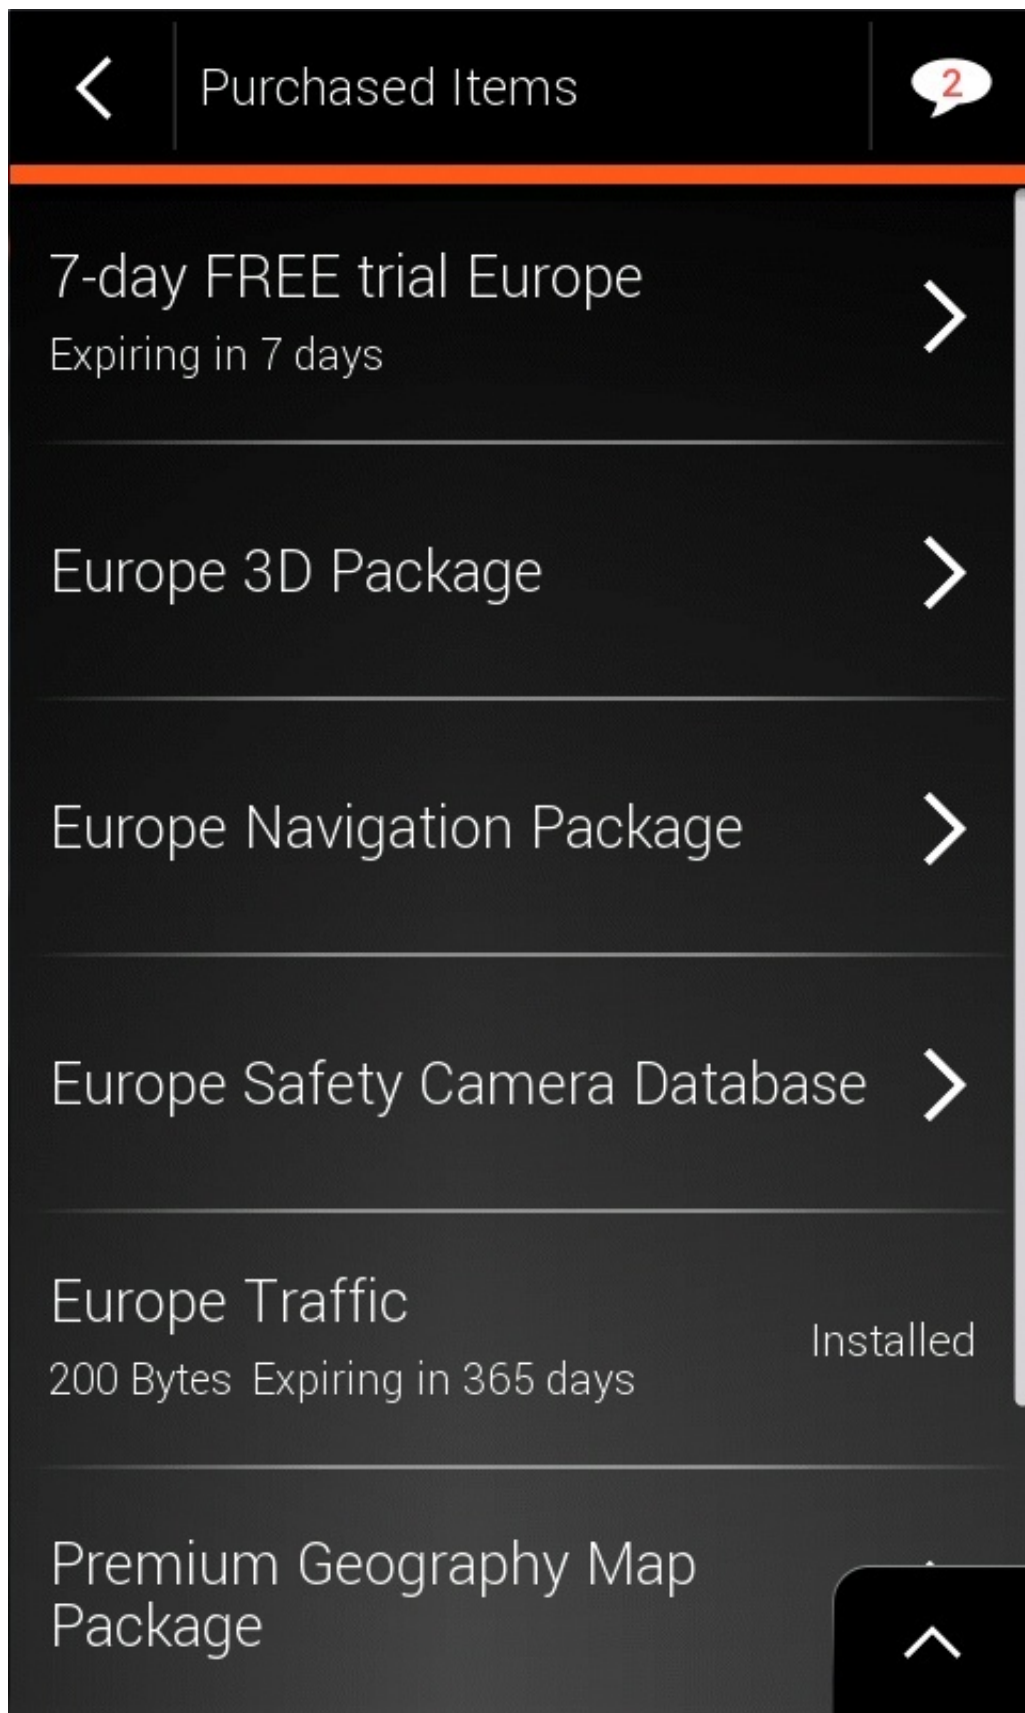 Purchased Items
2
7-day FREE trial Europe
Expiring in 7 days
Europe 3D Package
Europe Navigation Package
Europe Safety Camera Database
Europe Traffic
200 Bytes Expiring in 365 days
Installed
Premium Geography Map
Package